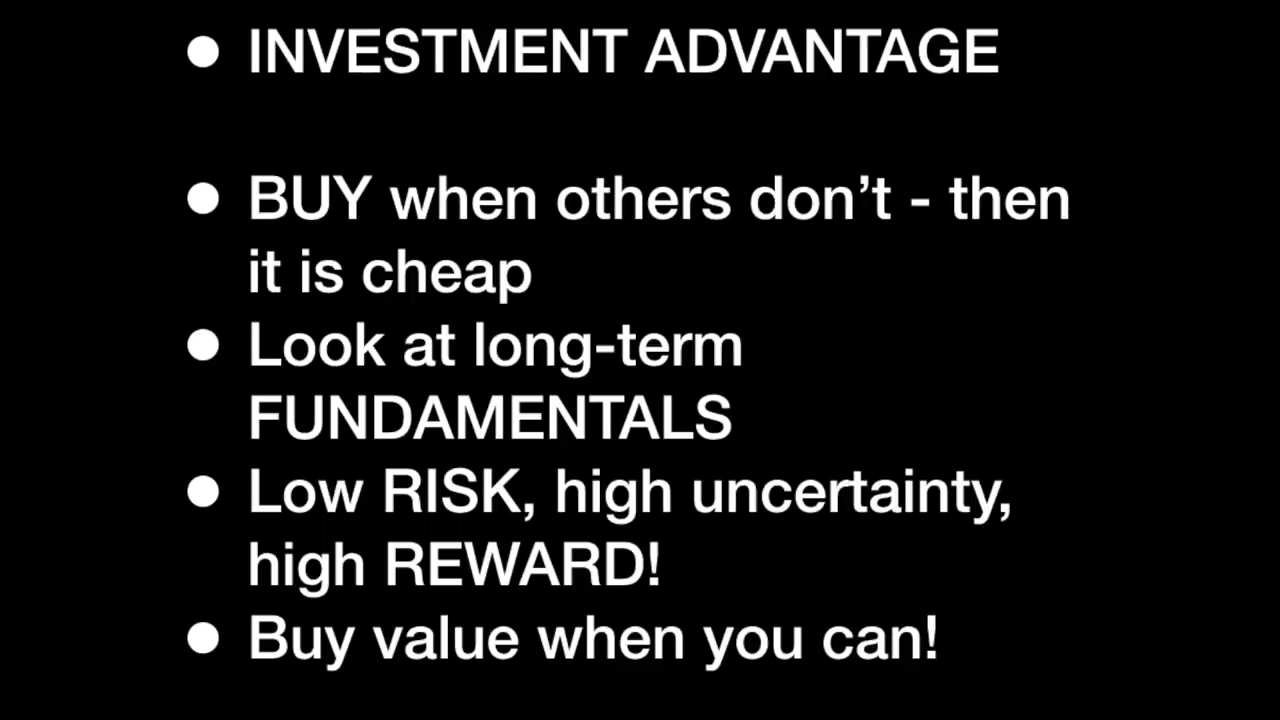 • INVESTMENT ADVANTAGE
• BUY when others don’t - then
it is cheap
• Look at long-term
FUNDAMENTALS
• Low RISK, high uncertainty,
high REWARD!
• Buy value when you can!